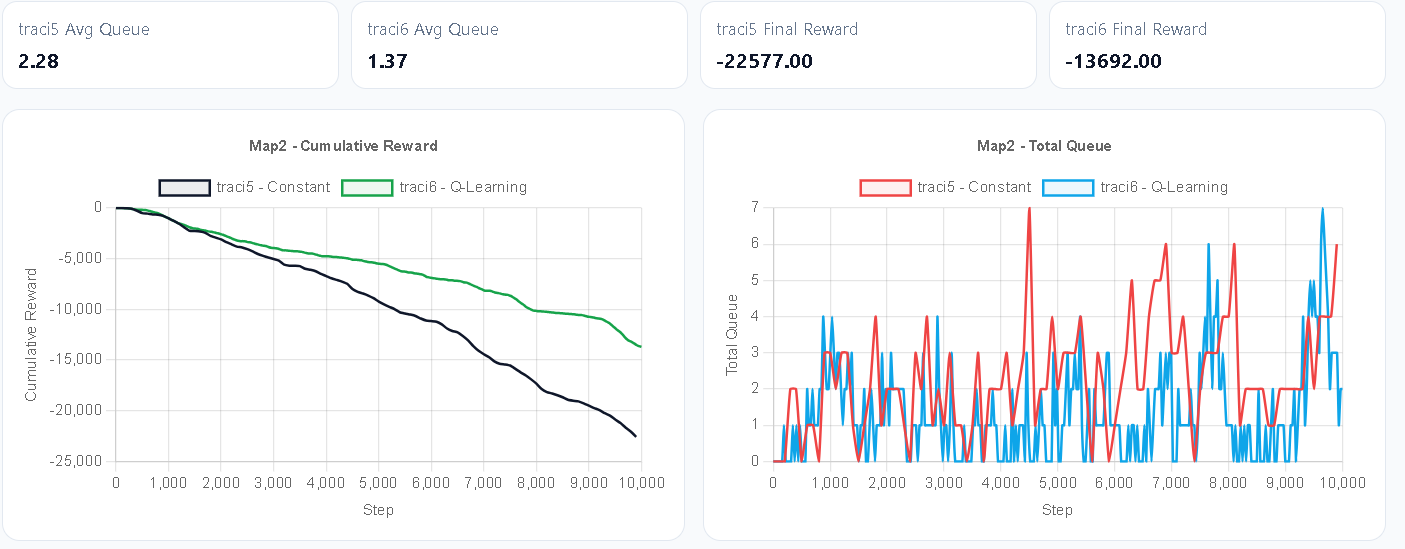 traci5 Avg Queue
2.28
traci6 Avg Queue
1.37
traci5 Final Reward
-22577.00
traci6 Final Reward
-13692.00
Map2 - Cumulative Reward
traci5 - Constant
traci6 - Q-Learning
0
-5,000
-10,000
-15,000
-20,000
-25,000
Cumulative Reward
0 1,000 2,000 3,000 4,000 5,000 6,000 7,000 8,000 9,000 10,000
Step
Map2 - Total Queue
traci5 - Constant
traci6 - Q-Learning
7
6
5
4
3
2
1
0
Total Queue
0 1,000 2,000 3,000 4,000 5,000 6,000 7,000 8,000 9,000 10,000
Step